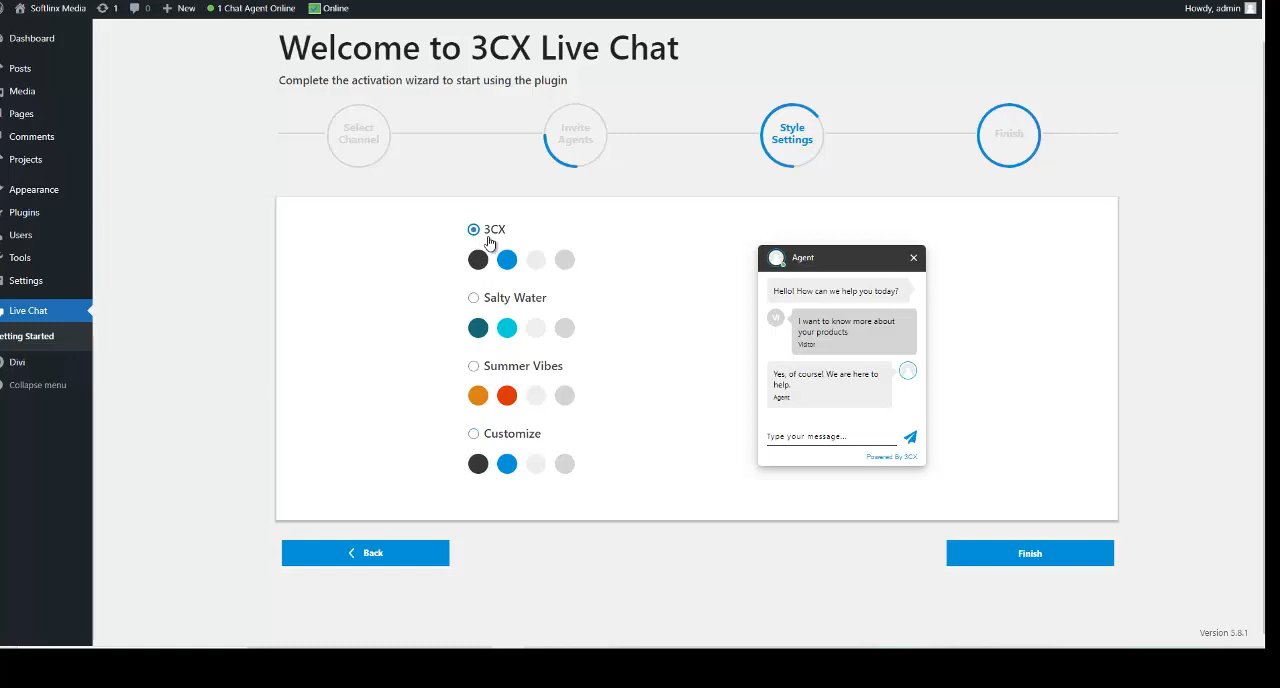 Softlinx Media 1 0 New 1 Chat Agent Online Online Howdy, admin
Dashboard
Posts
Media
Pages
Comments
Projects
Appearance
Plugins
Users
Tools
Settings
Live Chat
etting Started
Divi
Collapse menu
Welcome to 3CX Live Chat
Complete the activation wizard to start using the plugin
Select
Channel
Invite
Agents
Style
Settings
Finish
3CX
Salty Water
Summer Vibes
Customize
Agent
Hello! How can we help you today?
VI
I want to know more about
your products
Visitor
Yes, of course! We are here to
help.
Agent
Type your message...
Powered By 3CX
Back
Finish
Version 5.8.1